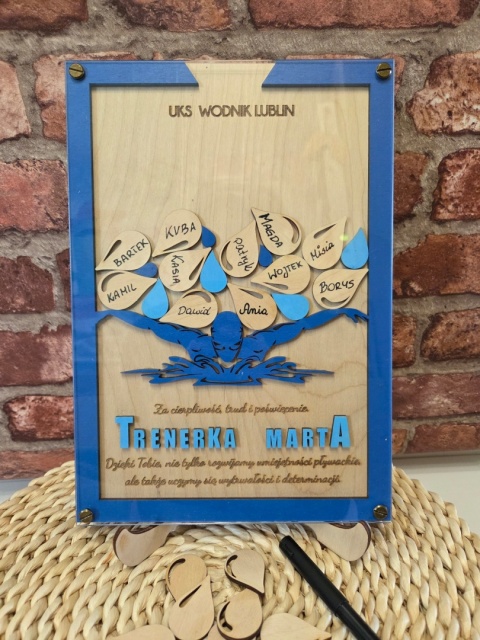 UKS WODNIK LUBLIN
KUBA
MAGDA
BARTEK
Patryk
Misia
KASIA
WOJTEK
KAMIL
BORYS
Dawid
Ania
Za cierpliwość, trud i poświęcenie.
TRENERKA MARTA
Dzięki Tobie, nie tylko rozwijamy umiejętności pływackie,
ale także uczymy się wytrwałości i determinacji.